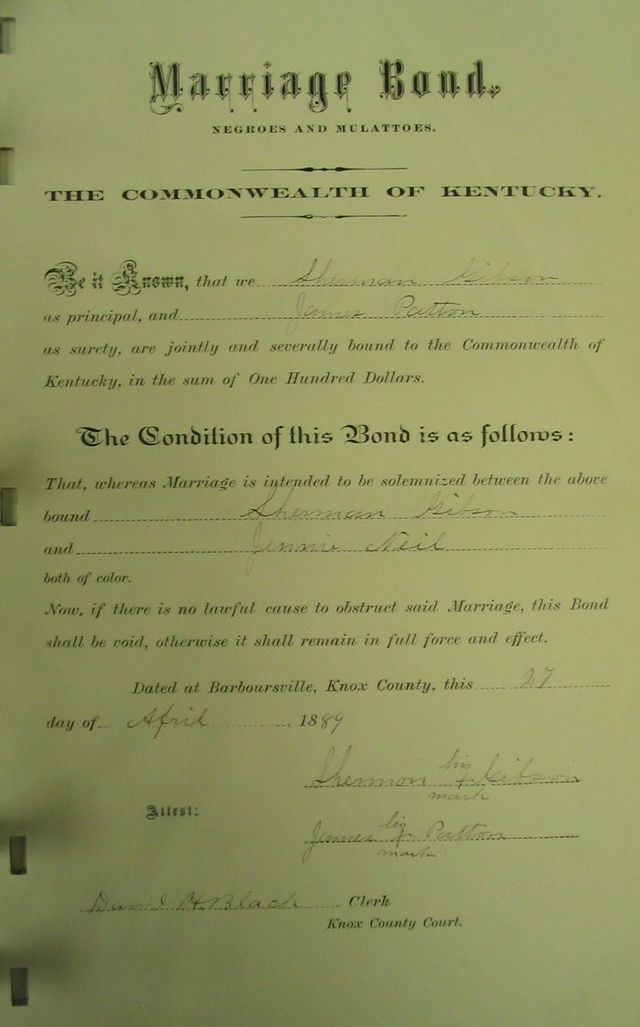 Marriage Bond.
NEGROES AND MULATTOES.
THE COMMONWEALTH OF KENTUCKY.
Be it Known, that we Sherman Gibson
as principal, and James Patton
as surety, are jointly and severally bound to the Commonwealth of
Kentucky, in the sum of One Hundred Dollars.
The Condition of this Bond is as follows:
That, whereas Marriage is intended to be solemnized between the above
bound Sherman Gibson
and Jennie Neil
both of color.
Now, if there is no lawful cause to obstruct said Marriage, this Bond
shall be void, otherwise it shall remain in full force and effect.
Dated at Barboursville, Knox County, this 27
day of April 1889
his
Shermon + Gibson
mark
Attest:
his
James + Patton
mark
David H. Black Clerk
Knox County Court.